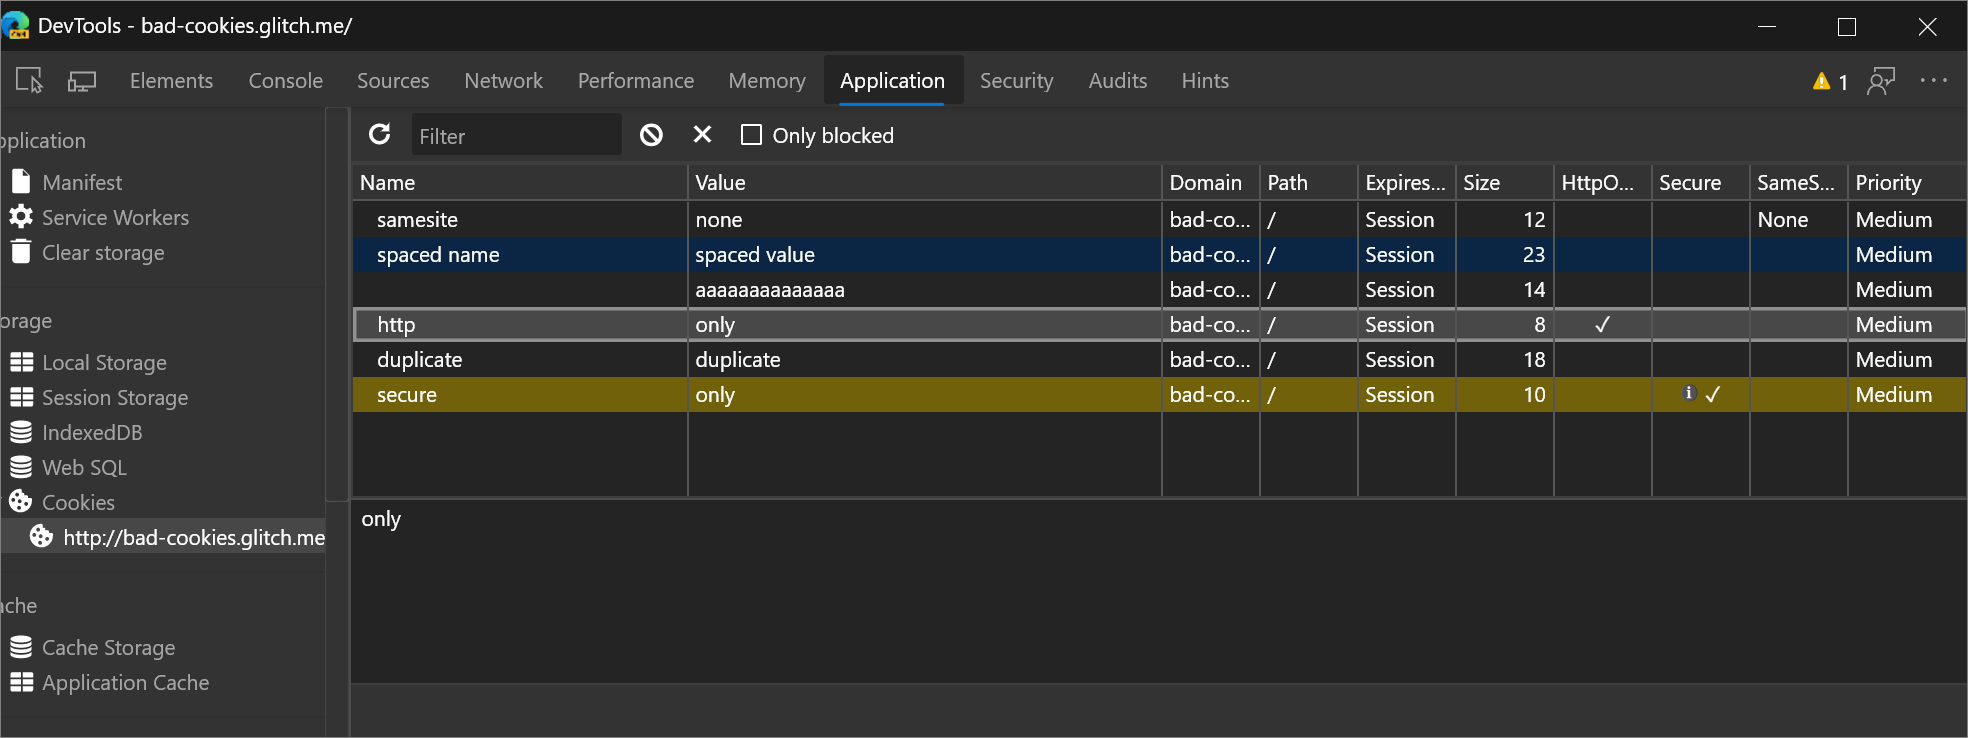 DevTools - bad-cookies.glitch.me/
Elements Console Sources Network Performance Memory Application Security Audits Hints 1
Filter Only blocked
pplication
Manifest
Service Workers
Clear storage
orage
Local Storage
Session Storage
IndexedDB
Web SQL
Cookies
http://bad-cookies.glitch.me
ache
Cache Storage
Application Cache
Name Value Domain Path Expires... Size HttpO... Secure SameS... Priority
samesite none bad-co... / Session 12 None Medium
spaced name spaced value bad-co... / Session 23 Medium
aaaaaaaaaaaaaa bad-co... / Session 14 Medium
http only bad-co... / Session 8 ✓ Medium
duplicate duplicate bad-co... / Session 18 Medium
secure only bad-co... / Session 10 i ✓ Medium
only